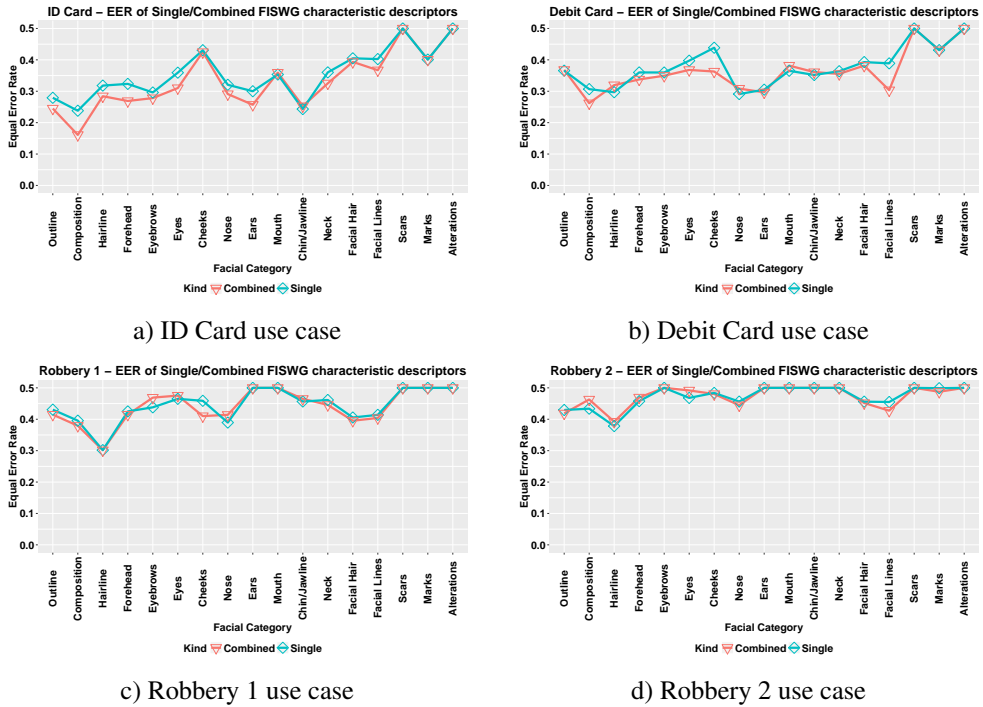 ID Card – EER of Single/Combined FISWG characteristic descriptors
Equal Error Rate
0.5
0.4
0.3
0.2
0.1
0.0
Outline
Composition
Hairline
Forehead
Eyebrows
Eyes
Cheeks
Nose
Ears
Mouth
Chin/Jawline
Neck
Facial Hair
Facial Lines
Scars
Marks
Alterations
Facial Category
Kind Combined Single
a) ID Card use case
Debit Card – EER of Single/Combined FISWG characteristic descriptors
Equal Error Rate
0.5
0.4
0.3
0.2
0.1
0.0
Outline
Composition
Hairline
Forehead
Eyebrows
Eyes
Cheeks
Nose
Ears
Mouth
Chin/Jawline
Neck
Facial Hair
Facial Lines
Scars
Marks
Alterations
Facial Category
Kind Combined Single
b) Debit Card use case
Robbery 1 – EER of Single/Combined FISWG characteristic descriptors
Equal Error Rate
0.5
0.4
0.3
0.2
0.1
0.0
Outline
Composition
Hairline
Forehead
Eyebrows
Eyes
Cheeks
Nose
Ears
Mouth
Chin/Jawline
Neck
Facial Hair
Facial Lines
Scars
Marks
Alterations
Facial Category
Kind Combined Single
c) Robbery 1 use case
Robbery 2 – EER of Single/Combined FISWG characteristic descriptors
Equal Error Rate
0.5
0.4
0.3
0.2
0.1
0.0
Outline
Composition
Hairline
Forehead
Eyebrows
Eyes
Cheeks
Nose
Ears
Mouth
Chin/Jawline
Neck
Facial Hair
Facial Lines
Scars
Marks
Alterations
Facial Category
Kind Combined Single
d) Robbery 2 use case